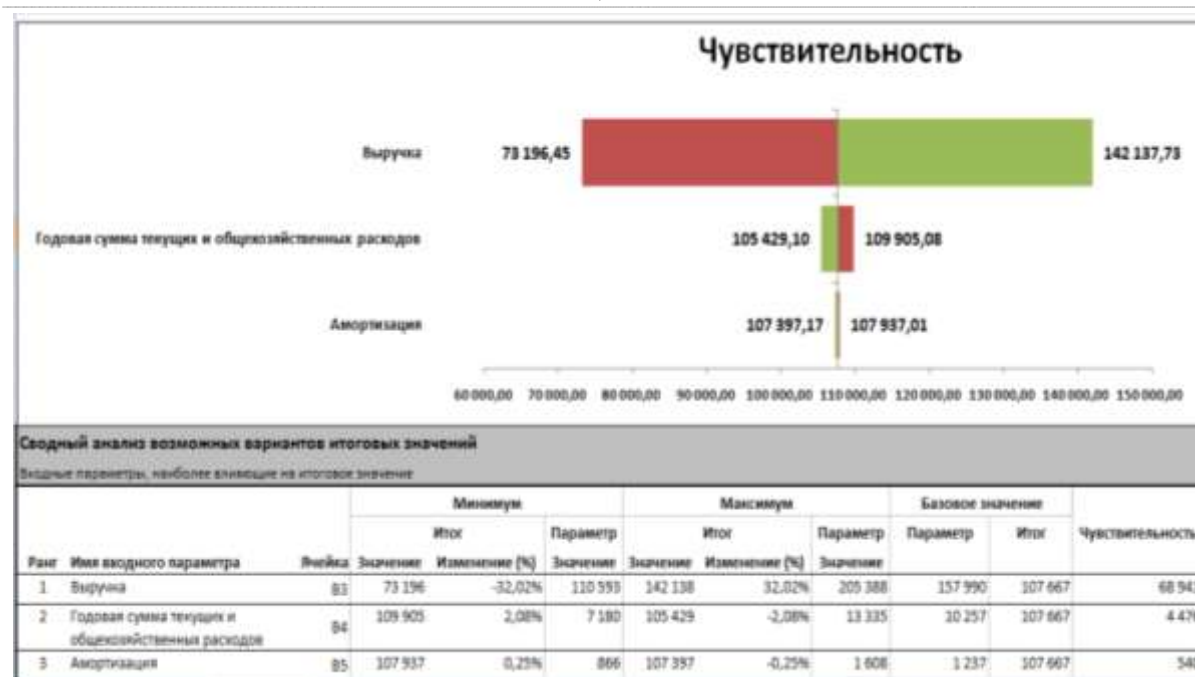 Чувствительность
Выручка 73 196,45 142 137,73
Годовая сумма текущих и общехозяйственных расходов 105 429,10 109 905,08
Амортизация 107 397,17 107 937,01
60 000,00 70 000,00 80 000,00 90 000,00 100 000,00 110 000,00 120 000,00 130 000,00 140 000,00 150 000,00
Сводный анализ возможных вариантов итоговых значений
Входные параметры, наиболее влияющие на итоговое значение
Минимум Максимум Базовое значение
Итог Параметр Итог Параметр Параметр Итог Чувствительность
Ранг Имя входного параметра Ячейка Значение Изменение (%) Значение Значение Изменение (%) Значение
1 Выручка B3 73 196 -32,02% 110 593 142 138 32,02% 205 388 157 990 107 667 68 941
2 Годовая сумма текущих и B4 109 905 2,08% 7 180 105 429 -2,08% 13 335 10 257 107 667 4 476
общехозяйственных расходов
3 Амортизация B5 107 937 0,25% 866 107 397 -0,25% 1 608 1 237 107 667 540